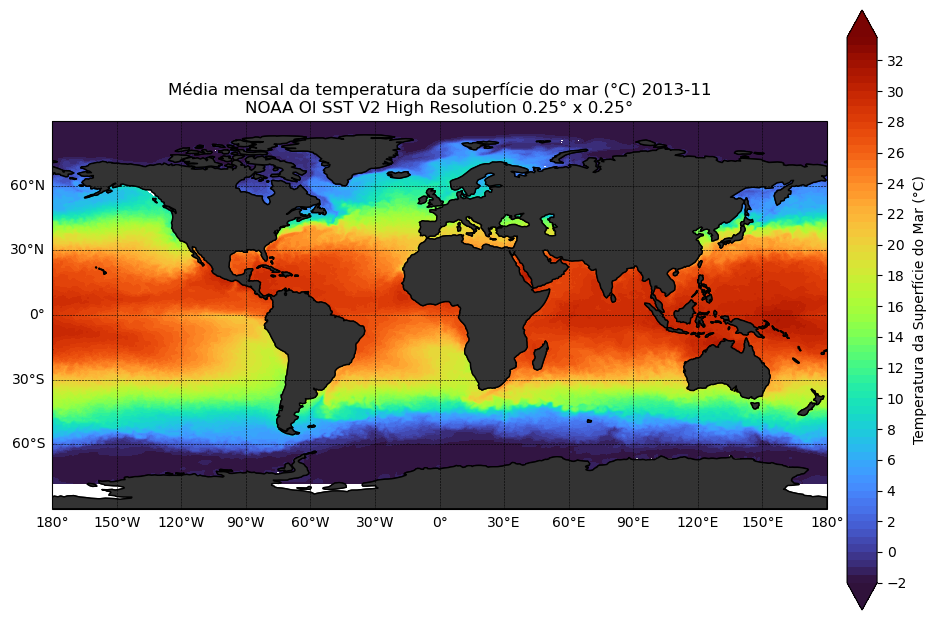 Média mensal da temperatura da superfície do mar (°C) 2013-11
NOAA OI SST V2 High Resolution 0.25° x 0.25°
60°N
30°N
0°
30°S
60°S
180°
150°W
120°W
90°W
60°W
30°W
0°
30°E
60°E
90°E
120°E
150°E
180°
32
30
28
26
24
22
20
18
16
14
12
10
8
6
4
2
0
−2
Temperatura da Superfície do Mar (°C)